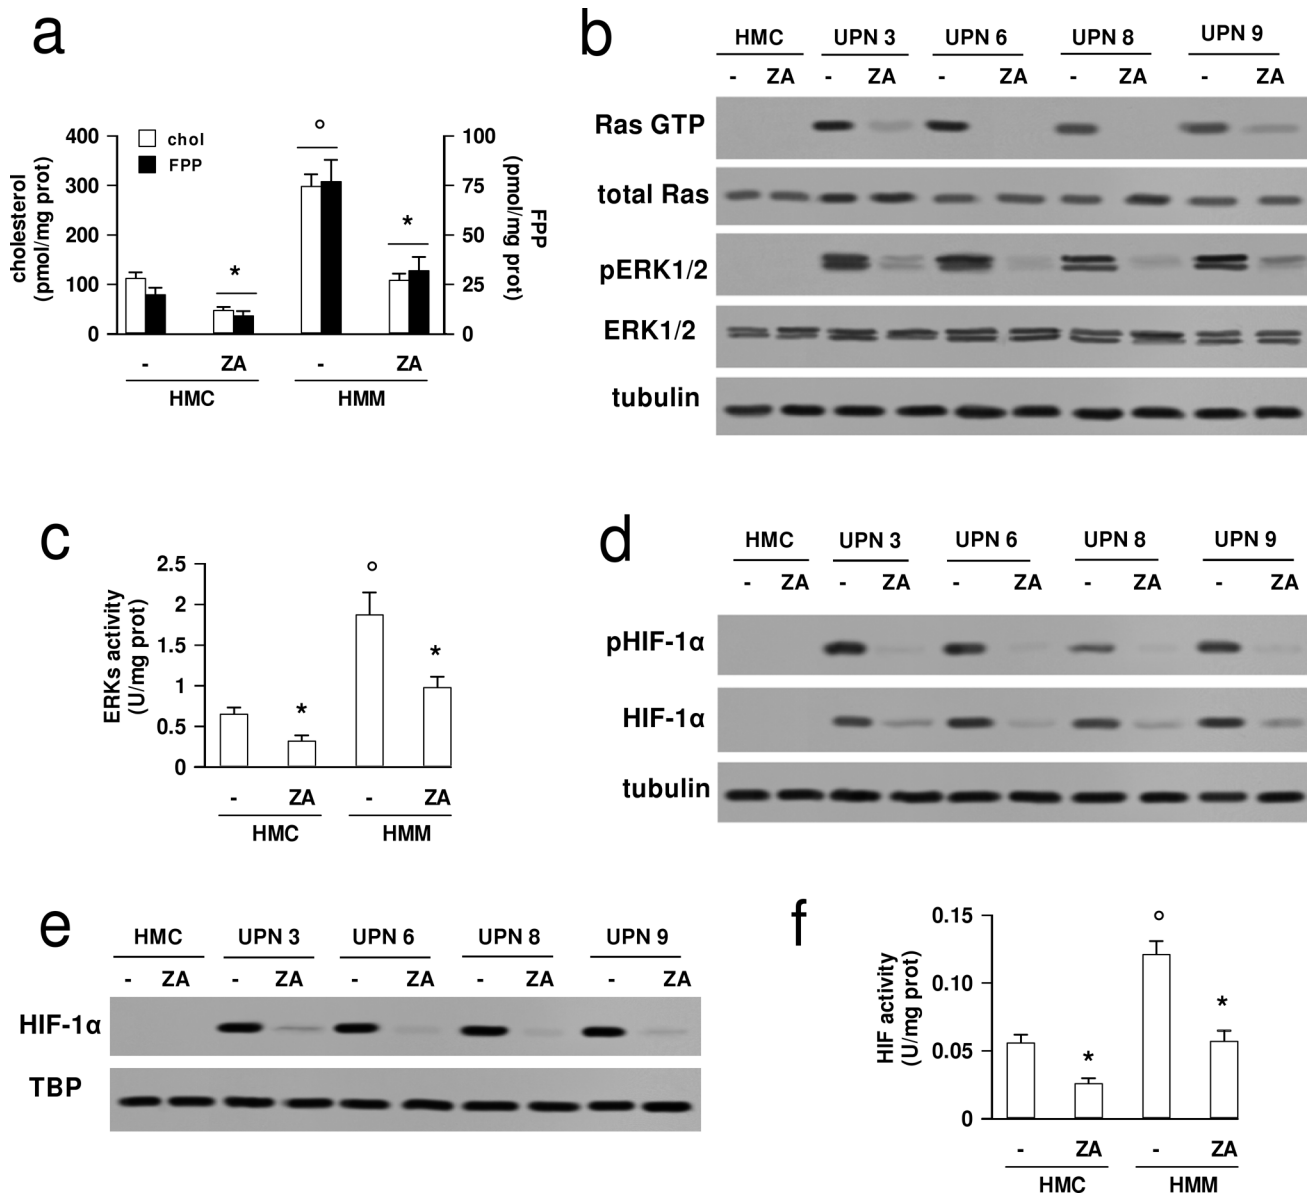 a
400
300
200
100
0
cholesterol
(pmol/mg prot)
chol
FPP
°
*
*
100
75
50
25
0
FPP
(pmol/mg prot)
- ZA - ZA
HMC HMM
b
HMC UPN 3 UPN 6 UPN 8 UPN 9
- ZA - ZA - ZA - ZA - ZA
Ras GTP
total Ras
pERK1/2
ERK1/2
tubulin
c
2.5
2
1.5
1
0.5
0
ERKs activity
(U/mg prot)
°
*
*
- ZA - ZA
HMC HMM
d
HMC UPN 3 UPN 6 UPN 8 UPN 9
- ZA - ZA - ZA - ZA - ZA
pHIF-1α
HIF-1α
tubulin
e
HMC UPN 3 UPN 6 UPN 8 UPN 9
- ZA - ZA - ZA - ZA - ZA
HIF-1α
TBP
f
0.15
0.10
0.05
0
HIF activity
(U/mg prot)
°
*
*
- ZA - ZA
HMC HMM